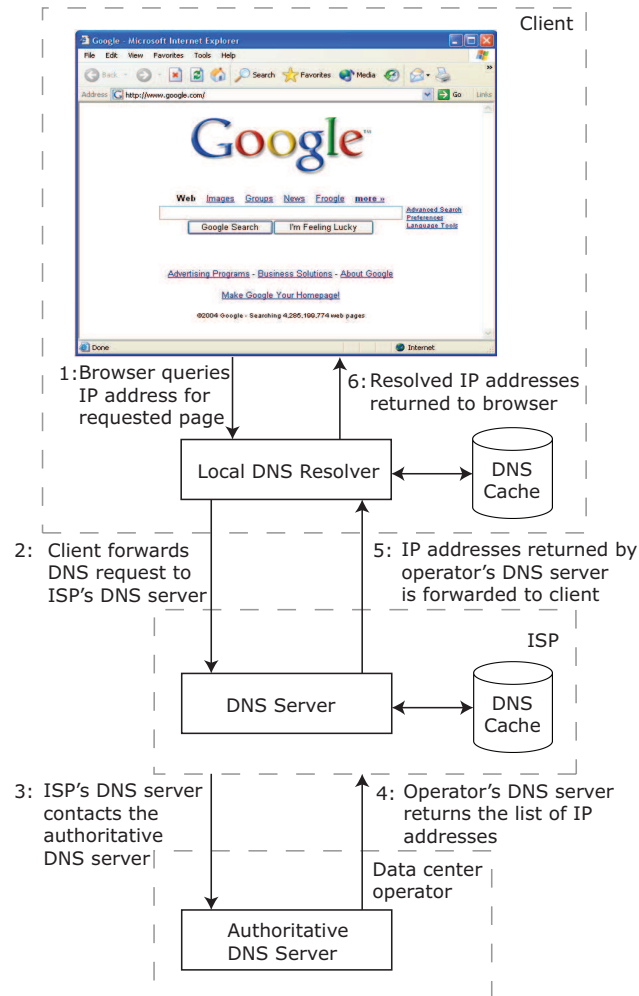 Client
Google - Microsoft Internet Explorer
File Edit View Favorites Tools Help
Back Search Favorites Media
Address http://www.google.com/ Go Links
Google™
Web Images Groups News Froogle more »
Advanced Search
Preferences
Language Tools
Google Search I'm Feeling Lucky
Advertising Programs - Business Solutions - About Google
Make Google Your Homepage!
©2004 Google - Searching 4,285,199,774 web pages
Done Internet
1: Browser queries
IP address for
requested page
6: Resolved IP addresses
returned to browser
Local DNS Resolver
DNS
Cache
2: Client forwards
DNS request to
ISP's DNS server
5: IP addresses returned by
operator's DNS server
is forwarded to client
ISP
DNS Server
DNS
Cache
3: ISP's DNS server
contacts the
authoritative
DNS server
4: Operator's DNS server
returns the list of IP
addresses
Data center
operator
Authoritative
DNS Server